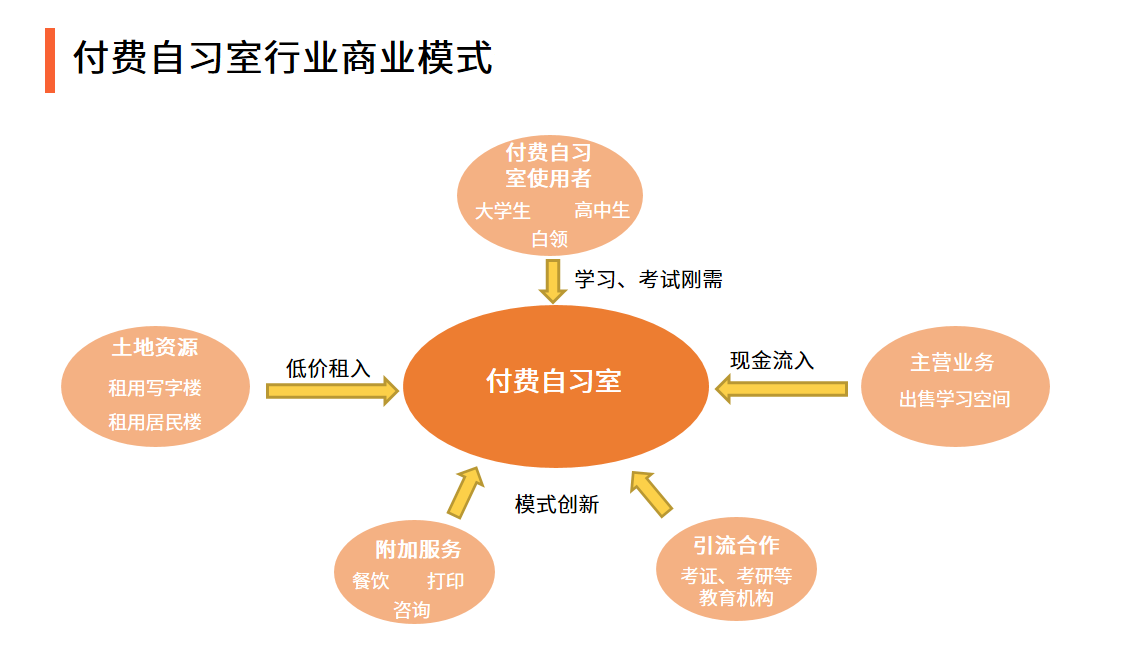 付费自习室行业商业模式
付费自习
室使用者
大学生 高中生
白领
学习、考试刚需
土地资源
租用写字楼
租用居民楼
低价租入
付费自习室
现金流入
主营业务
出售学习空间
模式创新
附加服务
餐饮 打印
咨询
引流合作
考证、考研等
教育机构